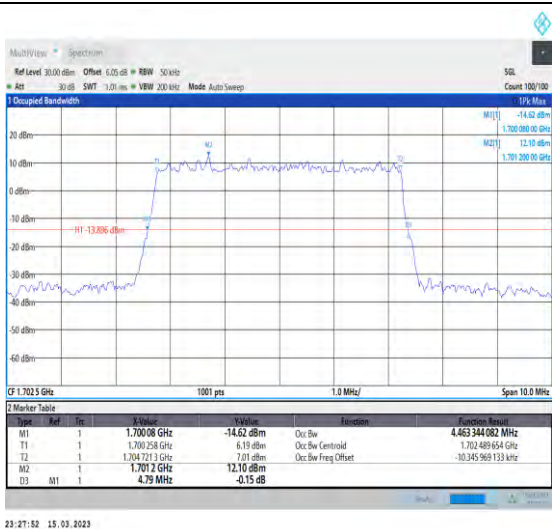 MultiView Spectrum
Ref Level 30.00 dBm Offset 6.05 dB RBW 50 kHz SGL
Att 30 dB SWT 1.01 ms VBW 200 kHz Mode Auto Sweep Count 100/100
1 Occupied Bandwidth 1Pk Max
M1[1] -14.62 dBm
1.700 080 00 GHz
M2[1] 12.10 dBm
1.701 200 00 GHz
20 dBm
M2
T1 T2
10 dBm
0 dBm
-10 dBm
H1 -13.896 dBm
-20 dBm
-30 dBm
-40 dBm
-50 dBm
-60 dBm
CF 1.702 5 GHz 1001 pts 1.0 MHz/ Span 10.0 MHz
2 Marker Table
Type Ref Trc X-Value Y-Value Function Function Result
M1 1 1.700 08 GHz -14.62 dBm Occ Bw 4.463 344 082 MHz
T1 1 1.700 258 GHz 6.19 dBm Occ Bw Centroid 1.702 489 654 GHz
T2 1 1.704 721 3 GHz 7.01 dBm Occ Bw Freq Offset -10.345 969 133 kHz
M2 1 1.701 2 GHz 12.10 dBm
D3 M1 1 4.79 MHz -0.15 dB
23:27:52 15.03.2023